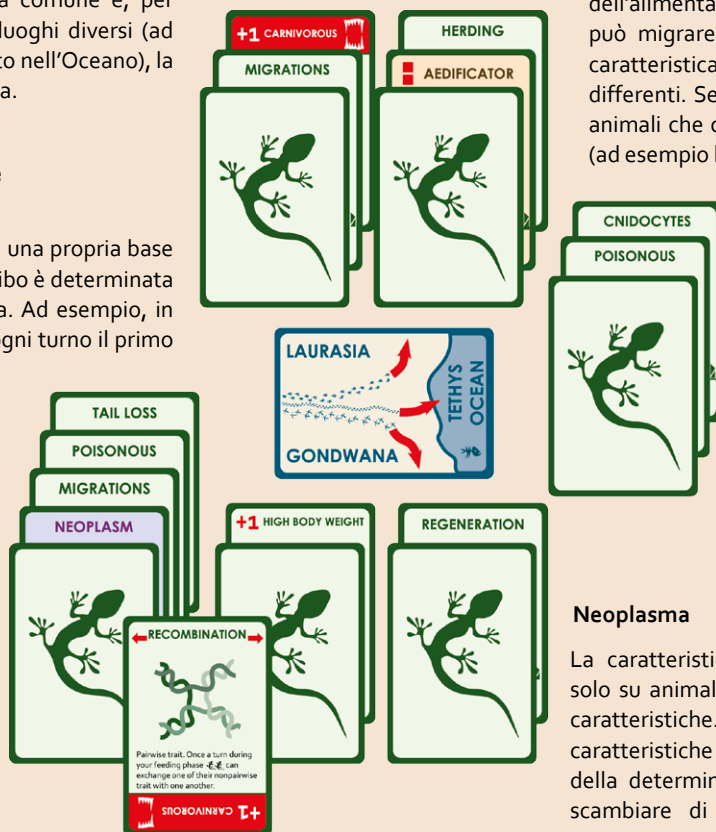 a comune e, per
luoghi diversi (ad
to nell'Oceano), la
a.
e
una propria base
ibo è determinata
a. Ad esempio, in
ogni turno il primo
+1 CARNIVOROUS
MIGRATIONS
HERDING
AEDIFICATOR
dell'alimenta
può migrare
caratteristica
differenti. Se
animali che
(ad esempio
CNIDOCYTES
POISONOUS
LAURASIA
GONDWANA
TETHYS
OCEAN
TAIL LOSS
POISONOUS
MIGRATIONS
NEOPLASM
+1 HIGH BODY WEIGHT
REGENERATION
RECOMBINATION
Pairwise trait. Once a turn during
your feeding phase can
exchange one of their nonpairwise
trait with one another.
+1 CARNIVOROUS
Neoplasma
La caratteristi
solo su animal
caratteristiche.
caratteristiche
della determin
scambiare di